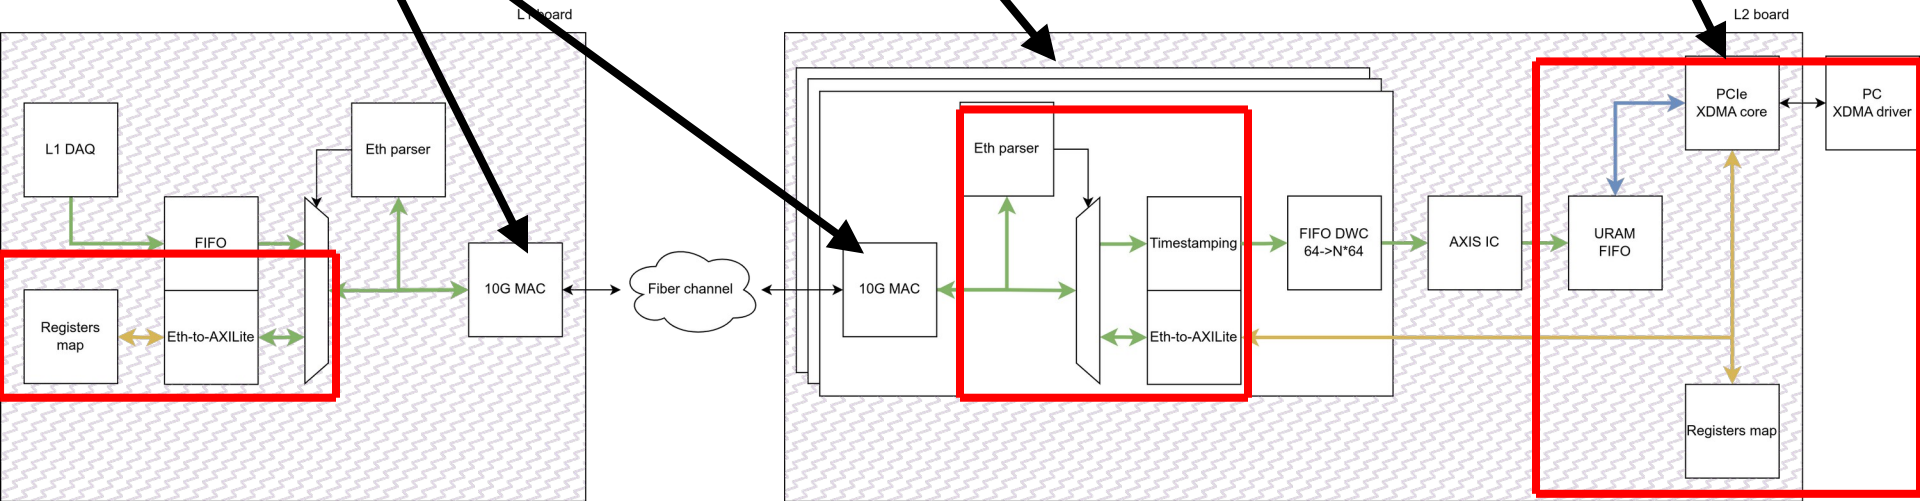 L1 board
L2 board
L1 DAQ
Eth parser
FIFO
Registers
map
Eth-to-AXILite
10G MAC
Fiber channel
10G MAC
Eth parser
Timestamping
Eth-to-AXILite
FIFO DWC
64->N*64
AXIS IC
URAM
FIFO
PCIe
XDMA core
PC
XDMA driver
Registers map